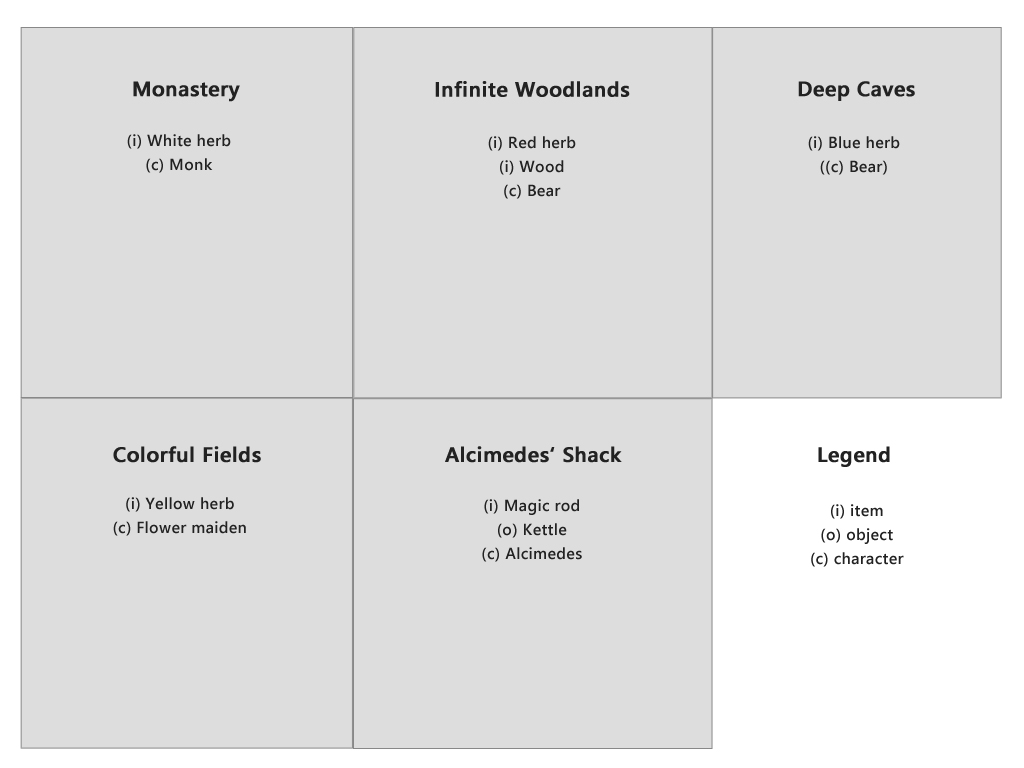 Monastery
(i) White herb
(c) Monk
Infinite Woodlands
(i) Red herb
(i) Wood
(c) Bear
Deep Caves
(i) Blue herb
((c) Bear)
Colorful Fields
(i) Yellow herb
(c) Flower maiden
Alcimedes‘ Shack
(i) Magic rod
(o) Kettle
(c) Alcimedes
Legend
(i) item
(o) object
(c) character